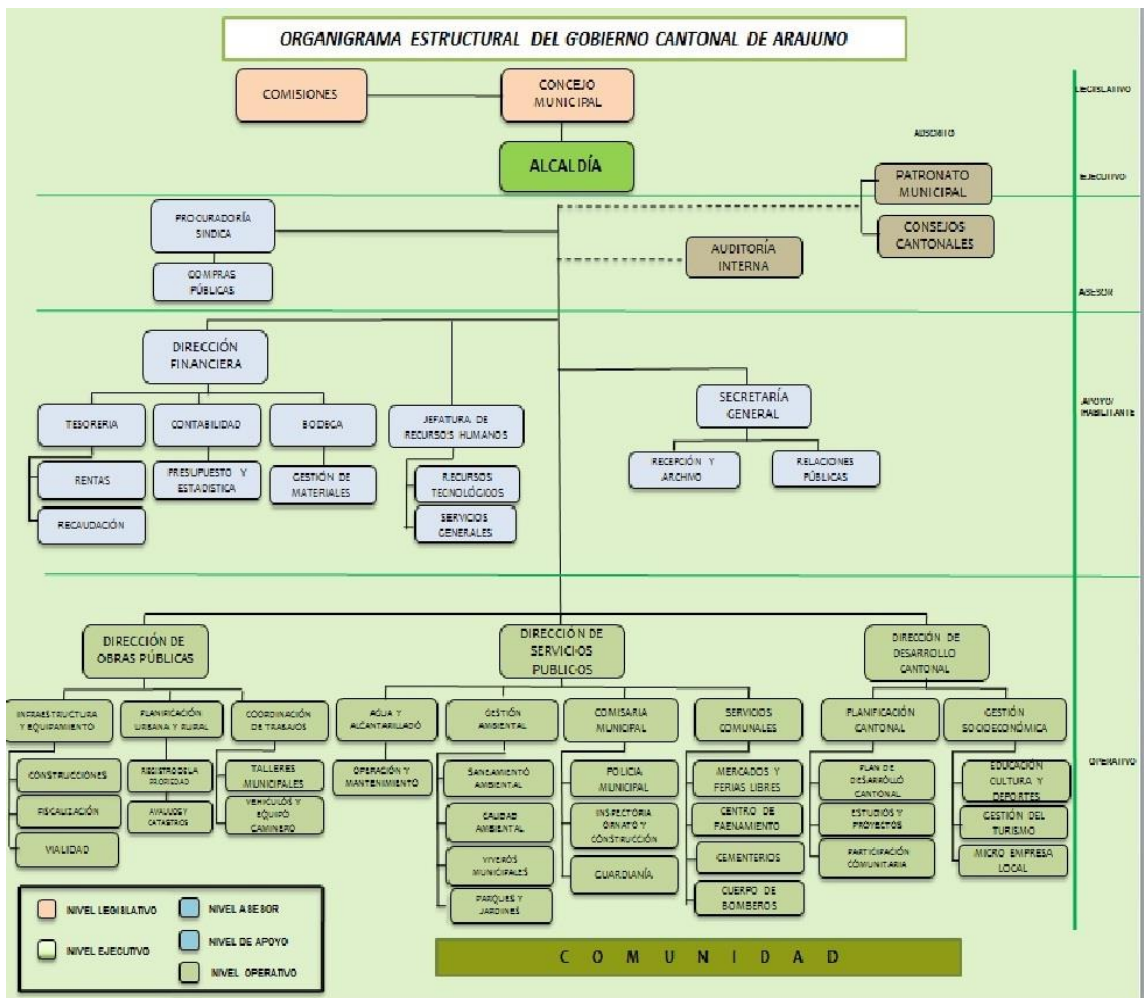 ORGANIGRAMA ESTRUCTURAL DEL GOBIERNO CANTONAL DE ARAJUNO
COMISIONES
CONCEJO
MUNICIPAL
LEGISLATIVO
ADSCRITO
ALCALDÍA
PATRONATO
MUNICIPAL
EJECUTIVO
PROCURADORÍA
SINDICA
CONSEJOS
CANTONALES
AUDITORÍA
INTERNA
COMPRAS
PÚBLICAS
ASESOR
DIRECCIÓN
FINANCIERA
SECRETARÍA
GENERAL
APOYO/
HABILITANTE
TESORERIA
CONTABILIDAD
BODEGA
JEFATURA DE
RECURSOS HUMANOS
RECEPCIÓN Y
ARCHIVO
RELACIONES
PÚBLICAS
RENTAS
PRESUPUESTO Y
ESTADISTICA
GESTIÓN DE
MATERIALES
RECURSOS
TECNOLÓGICOS
RECAUDACIÓN
SERVICIOS
GENERALES
DIRECCIÓN DE
OBRAS PÚBLICAS
DIRECCIÓN DE
SERVICIOS
PUBLICOS
DIRECCIÓN DE
DESARROLLO
CANTONAL
INFRAESTRUCTURA
Y EQUIPAMIENTO
PLANIFICACIÓN
URBANA Y RURAL
COORDINACIÓN
DE TRABAJOS
AGUA Y
ALCANTARILLADO
GESTIÓN
AMBIENTAL
COMISARIA
MUNICIPAL
SERVICIOS
COMUNALES
PLANIFICACIÓN
CANTONAL
GESTIÓN
SOCIOECONÓMICA
OPERATIVO
CONSTRUCCIONES
REGISTRO DE LA
PROPIEDAD
TALLERES
MUNICIPALES
OPERACIÓN Y
MANTENIMIENTO
SANEAMIENTO
AMBIENTAL
POLICIA
MUNICIPAL
MERCADOS Y
FERIAS LIBRES
PLAN DE
DESARROLLO
CANTONAL
EDUCACIÓN
CULTURA Y
DEPORTES
FISCALIZACIÓN
AVALUOS Y
CATASTROS
VEHICULOS Y
EQUIPO
CAMINERO
CALIDAD
AMBIENTAL
INSPECTORIA
ORNATO Y
CONSTRUCCIÓN
CENTRO DE
FAENAMIENTO
ESTUDIOS Y
PROYECTOS
GESTIÓN DEL
TURISMO
VIALIDAD
VIVEROS
MUNICIPALES
GUARDIANÍA
CEMENTERIOS
PARTICIPACIÓN
COMUNITARIA
MICRO EMPRESA
LOCAL
PARQUES Y
JARDINES
CUERPO DE
BOMBEROS
NIVEL LEGISLATIVO
NIVEL ASESOR
NIVEL EJECUTIVO
NIVEL DE APOYO
NIVEL OPERATIVO
COMUNIDAD